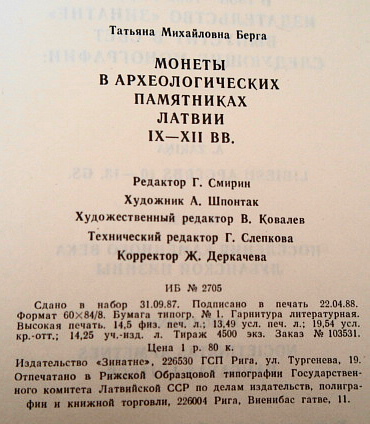 Татьяна Михайловна Берга
МОНЕТЫ
В АРХЕОЛОГИЧЕСКИХ
ПАМЯТНИКАХ
ЛАТВИИ
IX—XII ВВ.
Редактор Г. Смирин
Художник А. Шпонтак
Художественный редактор В. Ковалев
Технический редактор Г. Слепкова
Корректор Ж. Деркачева
ИБ № 2705
Сдано в набор 31.09.87. Подписано в печать 22.04.88.
Формат 60×84/8. Бумага типогр. № 1. Гарнитура литературная.
Высокая печать. 14,5 физ. печ. л.; 13,49 усл. печ. л.; 19,54 усл.
кр.-отт.; 14,25 уч.-изд. л. Тираж 4500 экз. Заказ № 103531.
Цена 1 р. 80 к.
Издательство «Зинатне», 226530 ГСП Рига, ул. Тургенева, 19.
Отпечатано в Рижской Образцовой типографии Государствен-
ного комитета Латвийской ССР по делам издательств, полигра-
фии и книжной торговли, 226004 Рига, Виенибас гатве, 11.